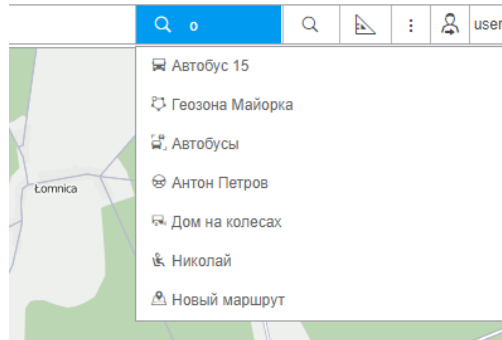 о
user
Автобус 15
Геозона Майорка
Автобусы
Антон Петров
Дом на колесах
Николай
Новый маршрут
Łomnica